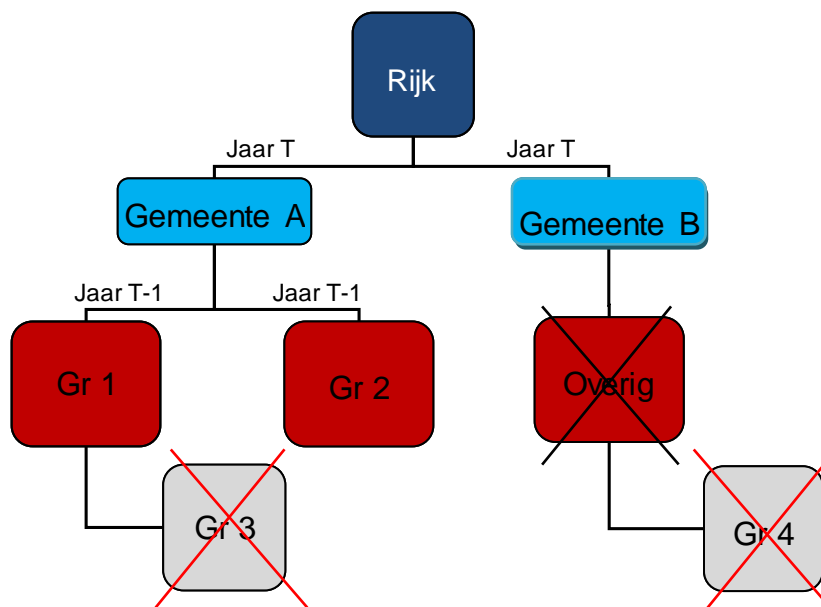 Rijk
Jaar T
Jaar T
Gemeente A
Gemeente B
Jaar T-1
Jaar T-1
Gr 1
Gr 2
Overig
Gr 3
Gr 4